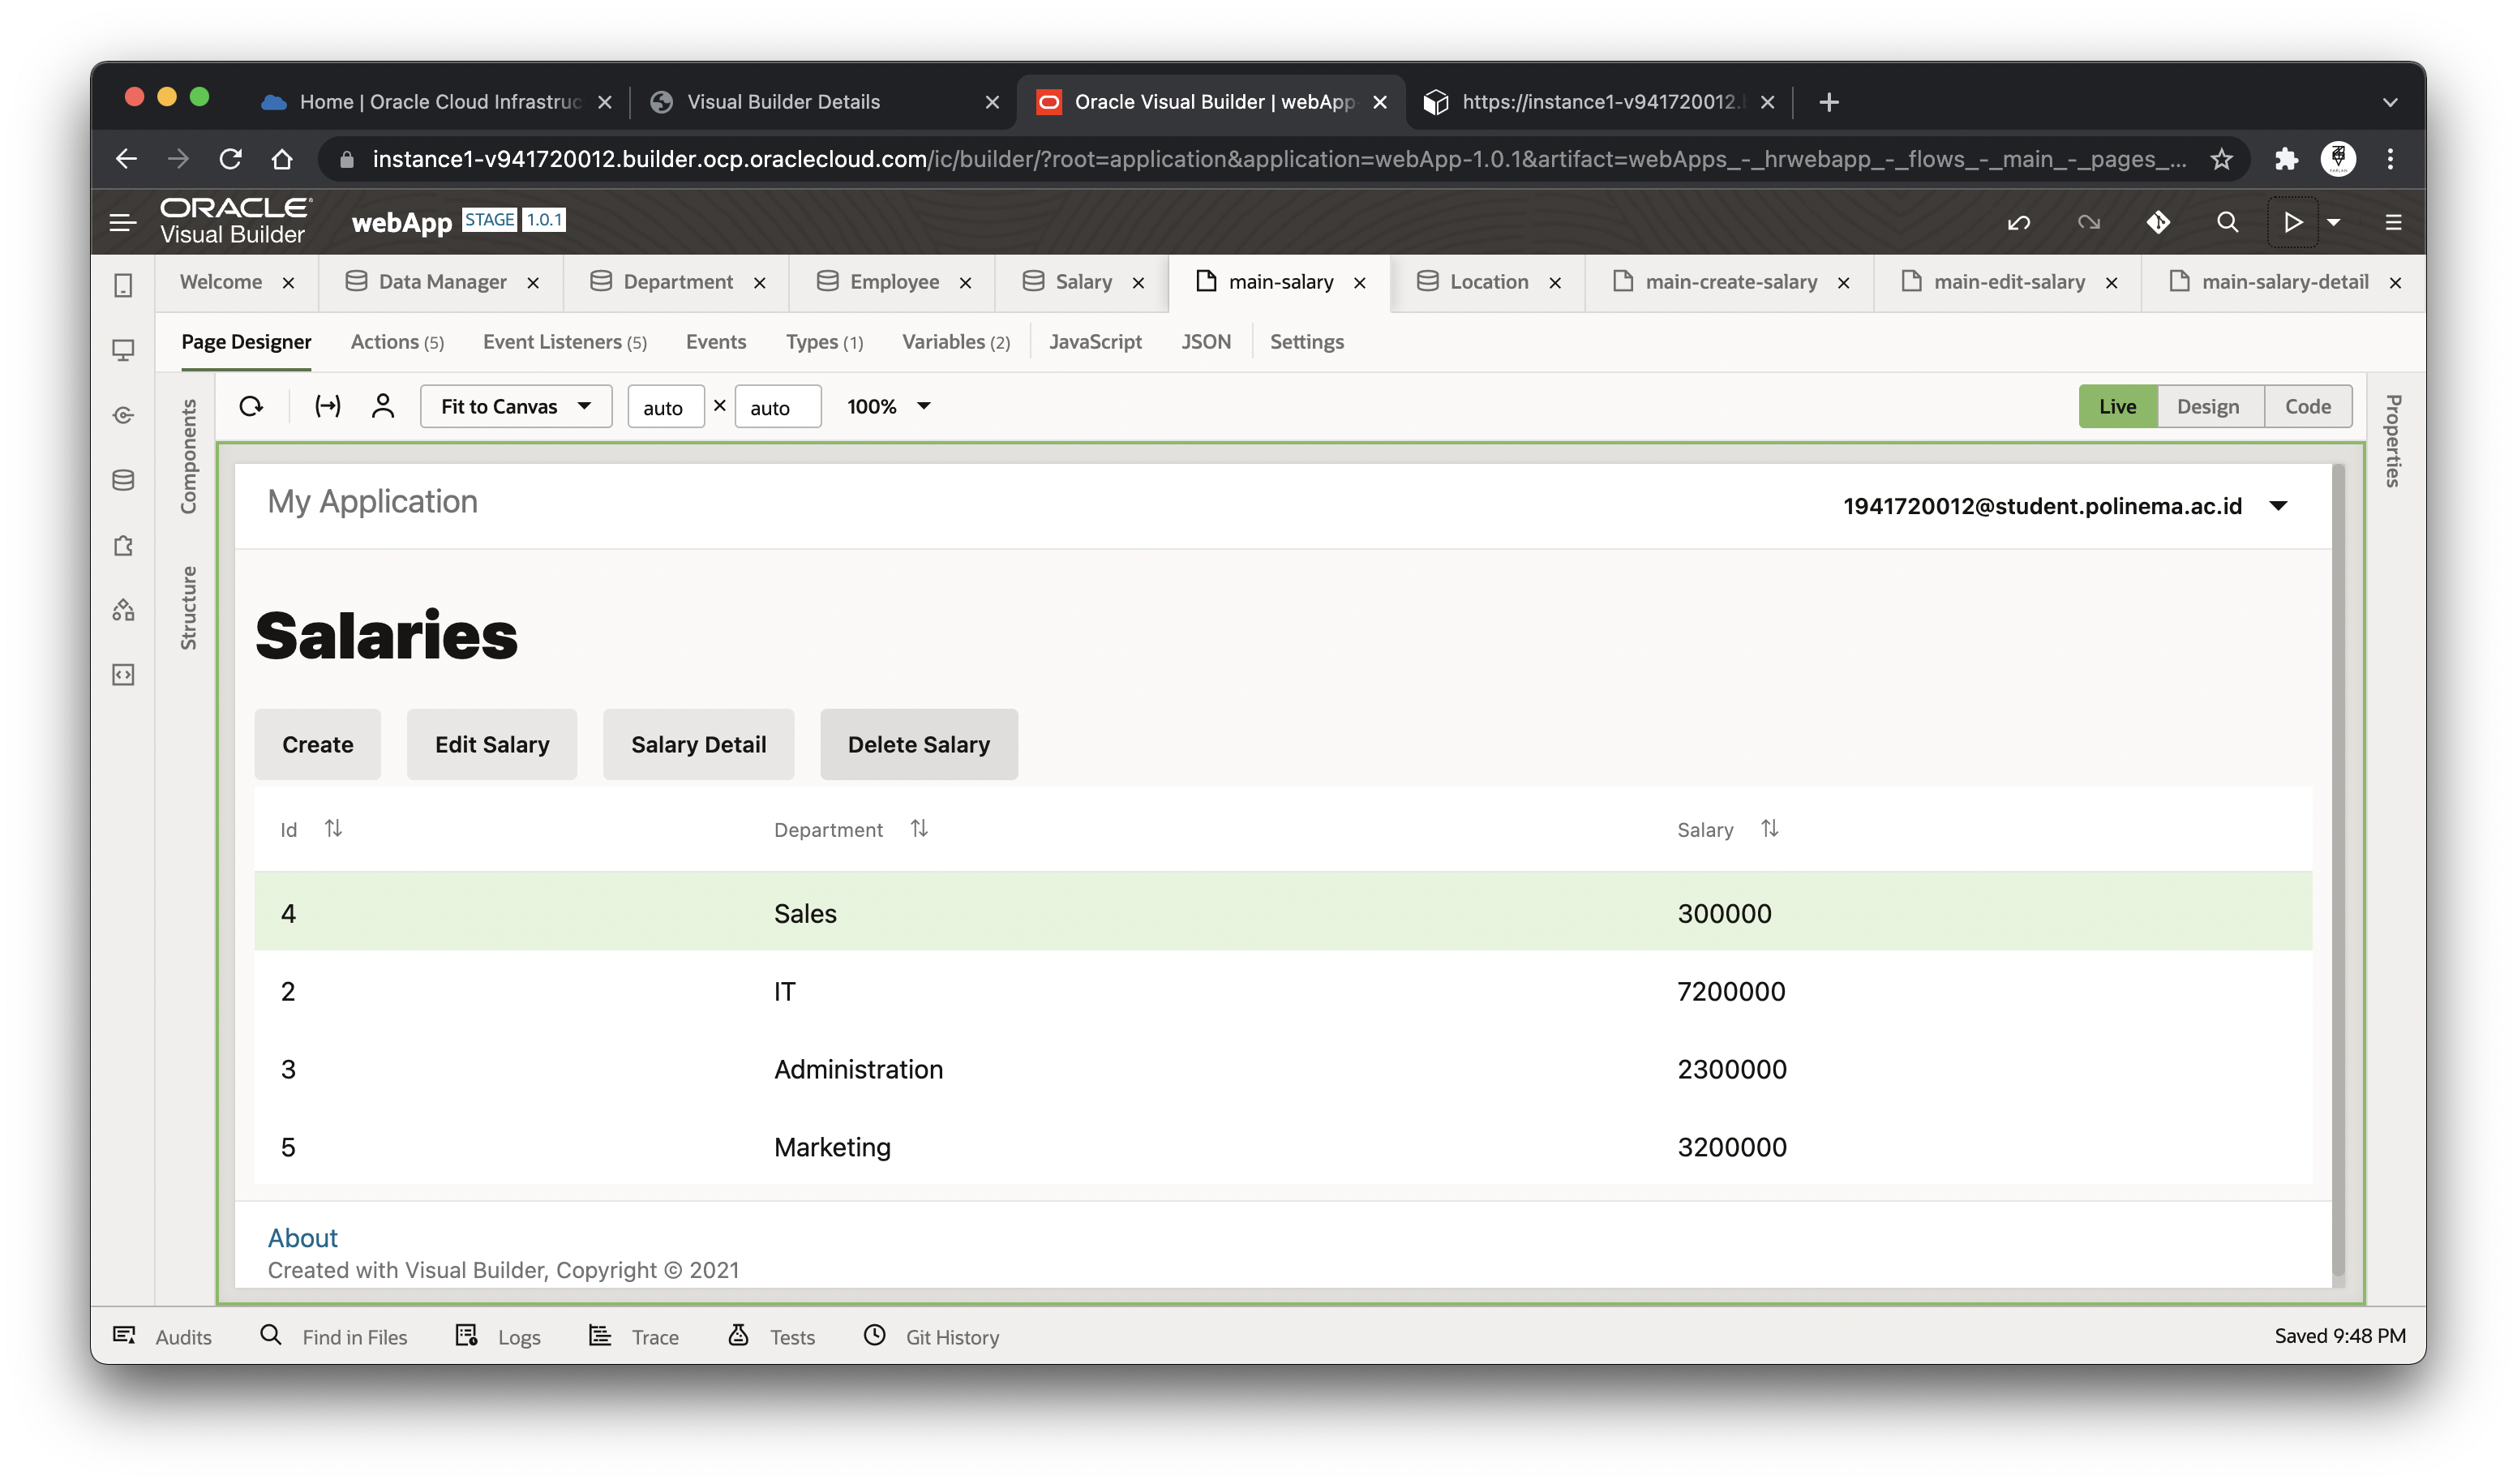 Home | Oracle Cloud Infrastruc
Visual Builder Details
Oracle Visual Builder | webApp-
https://instance1-v941720012.
instance1-v941720012.builder.ocp.oraclecloud.com/ic/builder/?root=application&application=webApp-1.0.1&artifact=webApps_-_hrwebapp_-_flows_-_main_-_pages_...
ORACLE
Visual Builder
webApp STAGE 1.0.1
Welcome Data Manager Department Employee Salary main-salary Location main-create-salary main-edit-salary main-salary-detail
Page Designer Actions (5) Event Listeners (5) Events Types (1) Variables (2) JavaScript JSON Settings
Components
Structure
Fit to Canvas auto × auto 100% Live Design Code
Properties
My Application
1941720012@student.polinema.ac.id
Salaries
Create Edit Salary Salary Detail Delete Salary
Id Department Salary
4 Sales 300000
2 IT 7200000
3 Administration 2300000
5 Marketing 3200000
About
Created with Visual Builder, Copyright © 2021
Audits Find in Files Logs Trace Tests Git History Saved 9:48 PM